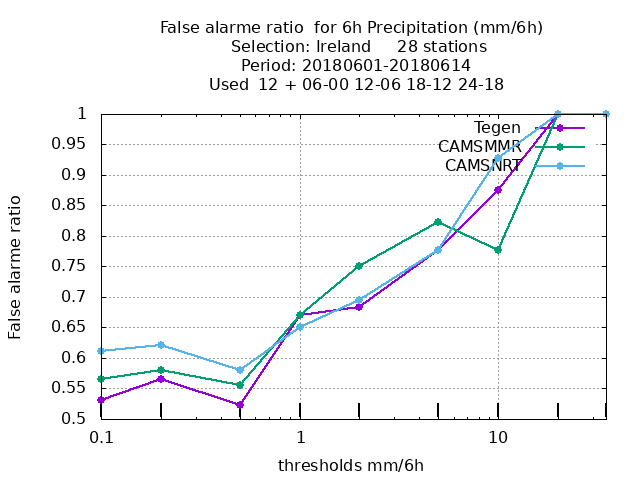 False alarme ratio  for 6h Precipitation (mm/6h)
Selection: Ireland     28 stations
Period: 20180601-20180614
Used  12 + 06-00 12-06 18-12 24-18
1
0.95
0.9
0.85
0.8
0.75
0.7
0.65
0.6
0.55
0.5
False alarme ratio
Tegen
CAMSMMR
CAMSNRT
0.1
1
10
thresholds mm/6h